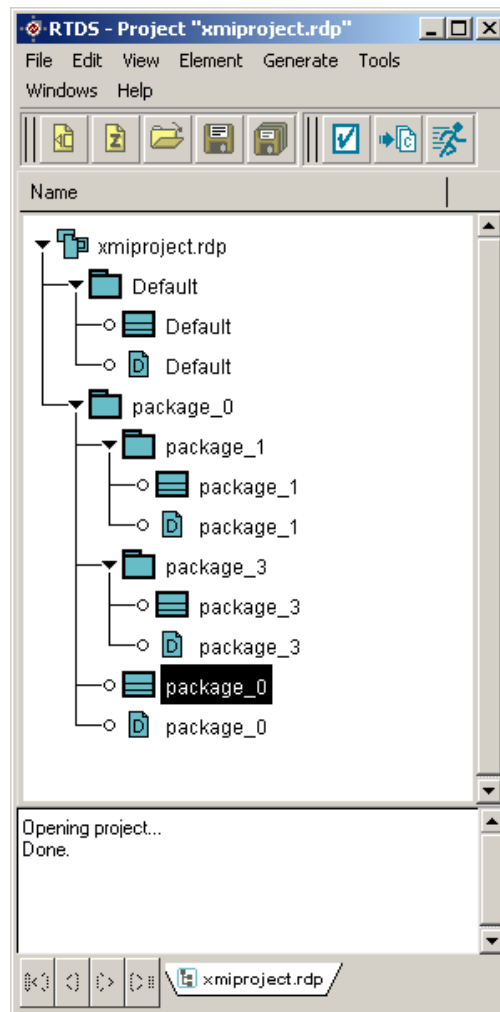 RTDS - Project "xmiproject.rdp"
File Edit View Element Generate Tools
Windows Help
Name
xmiproject.rdp
Default
Default
D Default
package_0
package_1
package_1
D package_1
package_3
package_3
D package_3
package_0
D package_0
Opening project...
Done.
xmiproject.rdp